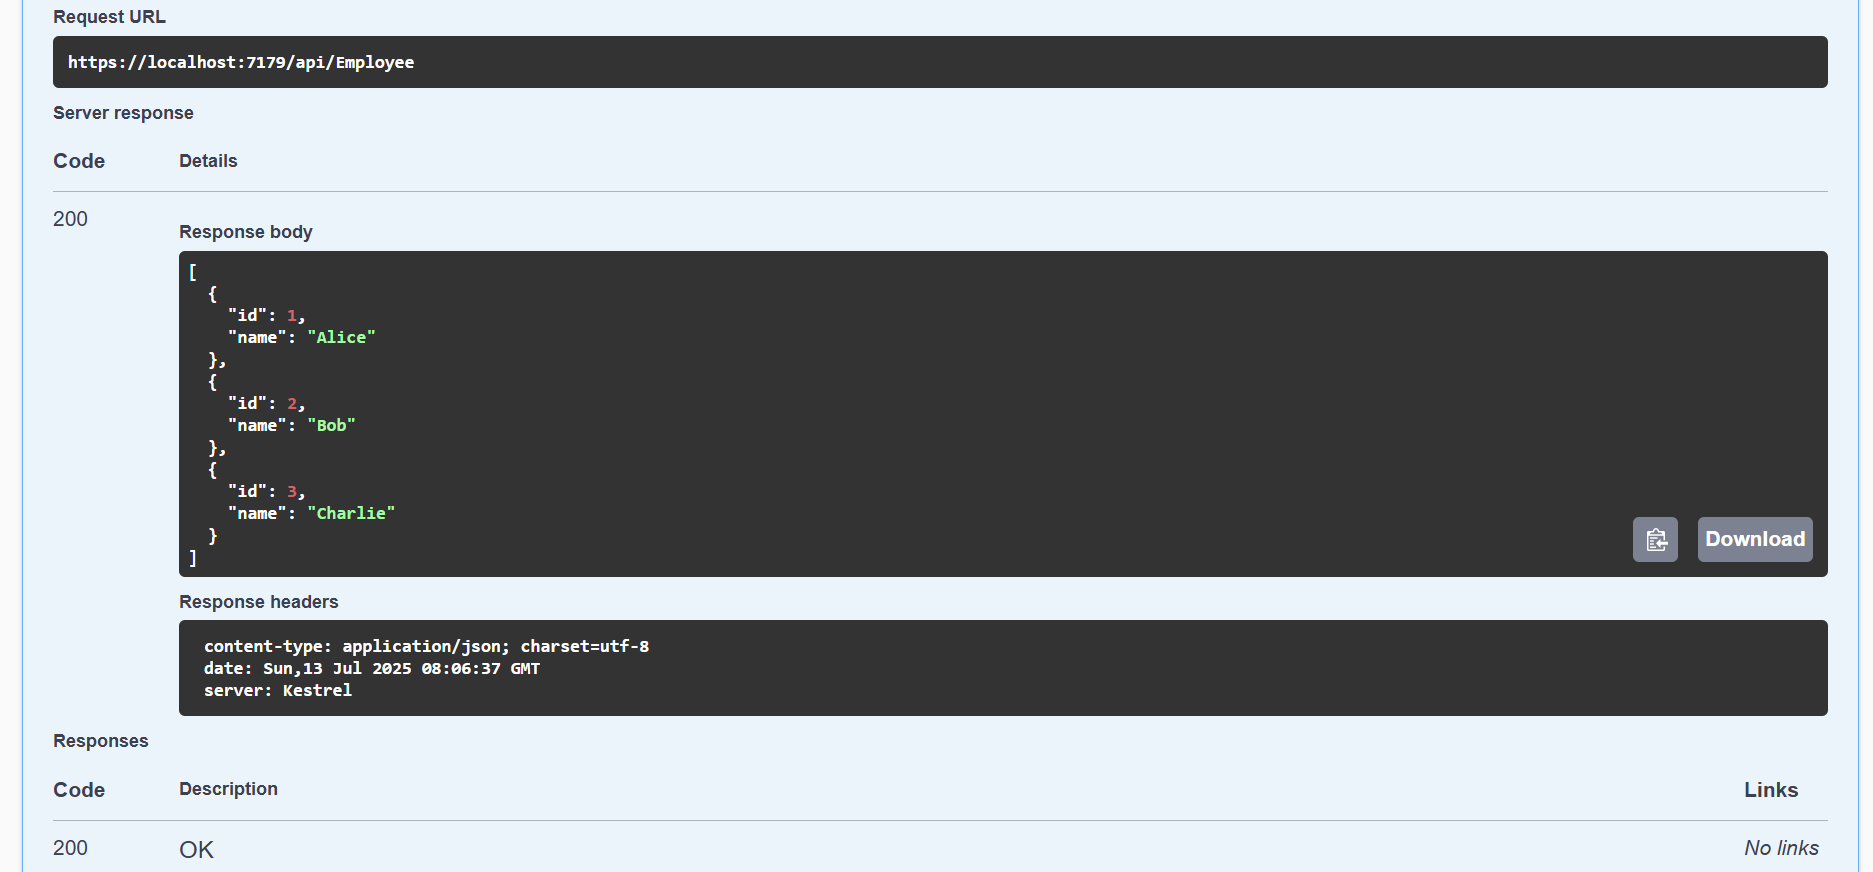 Request URL
https://localhost:7179/api/Employee
Server response
Code Details
200
Response body
[
  {
    "id": 1,
    "name": "Alice"
  },
  {
    "id": 2,
    "name": "Bob"
  },
  {
    "id": 3,
    "name": "Charlie"
  }
]
Download
Response headers
content-type: application/json; charset=utf-8
date: Sun,13 Jul 2025 08:06:37 GMT
server: Kestrel
Responses
Code Description Links
200 OK No links